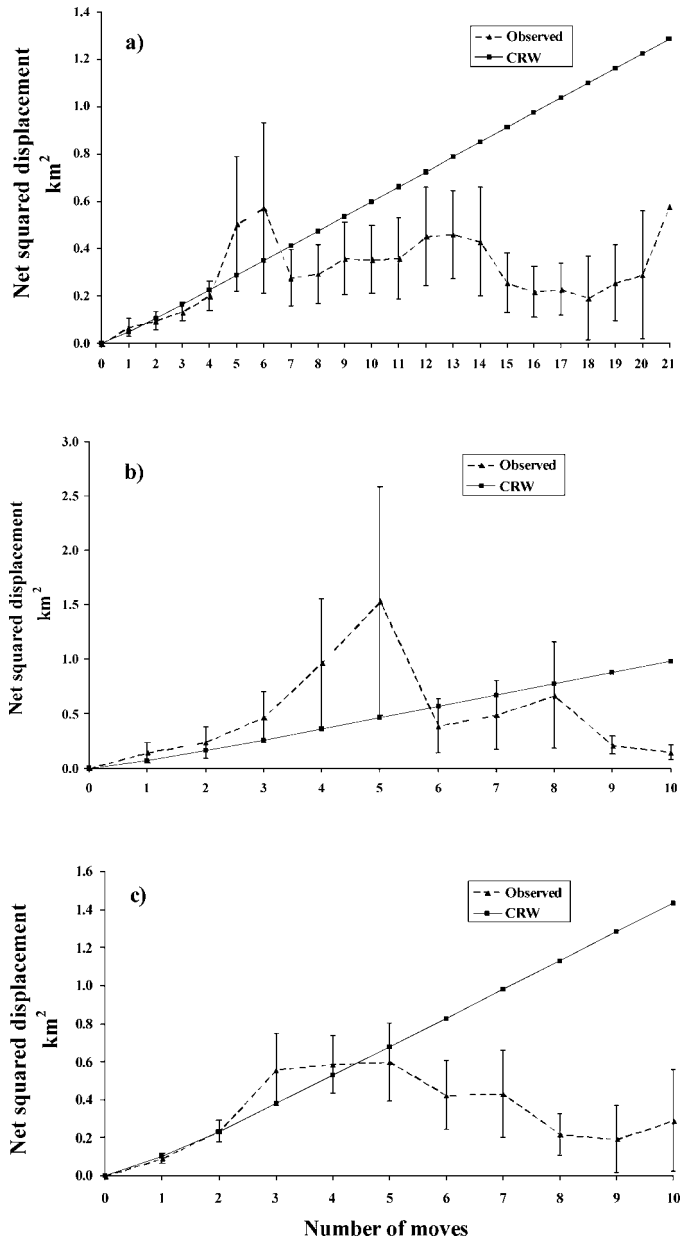 a)
Observed
CRW
Net squared displacement
km2
1.4
1.2
1.0
0.8
0.6
0.4
0.2
0.0
0 1 2 3 4 5 6 7 8 9 10 11 12 13 14 15 16 17 18 19 20 21
b)
Observed
CRW
Net squared displacement
km2
3.0
2.5
2.0
1.5
1.0
0.5
0.0
0 1 2 3 4 5 6 7 8 9 10
c)
Observed
CRW
Net squared displacement
km2
1.6
1.4
1.2
1.0
0.8
0.6
0.4
0.2
0.0
0 1 2 3 4 5 6 7 8 9 10
Number of moves